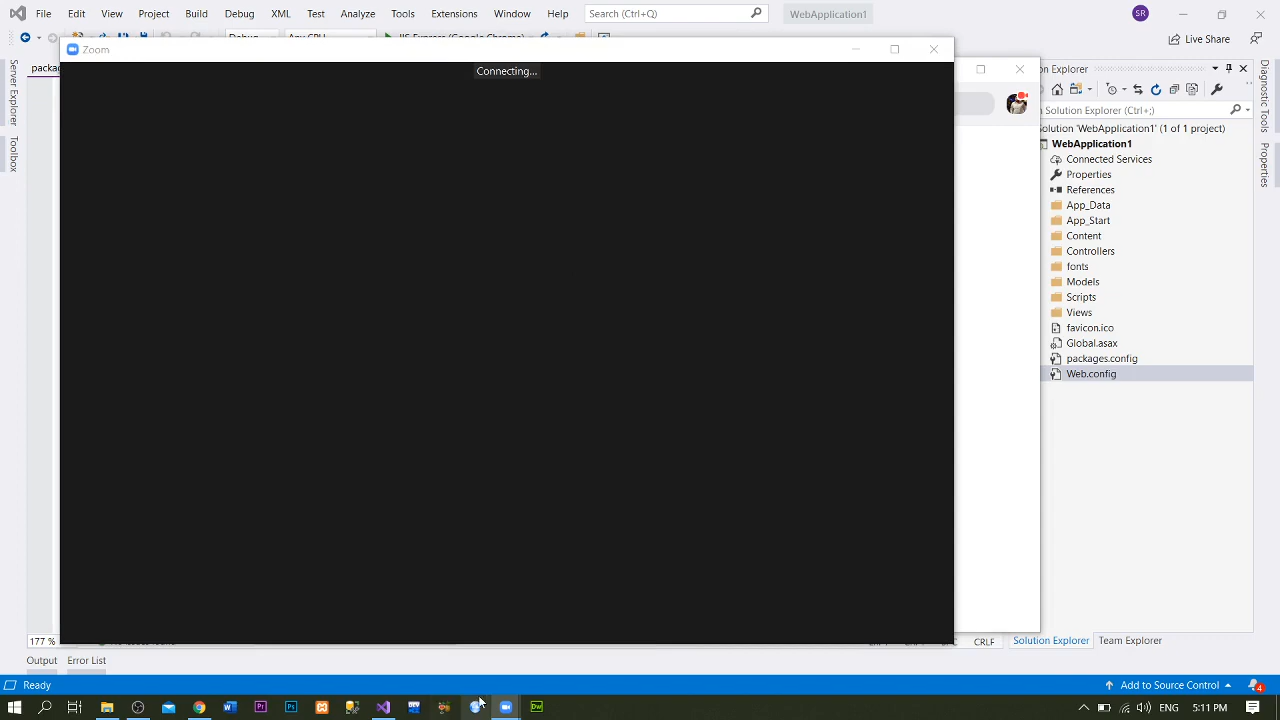 File Edit View Project Build Debug XML Test Analyze Tools Extensions Window Help Search (Ctrl+Q) WebApplication1 SR
Live Share
Zoom
Connecting...
Server Explorer
Toolbox
Diagnostic Tools
Properties
Solution Explorer (Ctrl+;)
Solution 'WebApplication1' (1 of 1 project)
WebApplication1
Connected Services
Properties
References
App_Data
App_Start
Content
Controllers
fonts
Models
Scripts
Views
favicon.ico
Global.asax
packages.config
Web.config
177 %
CRLF
Solution Explorer Team Explorer
Output Error List
Ready
Add to Source Control 4
ENG 5:11 PM